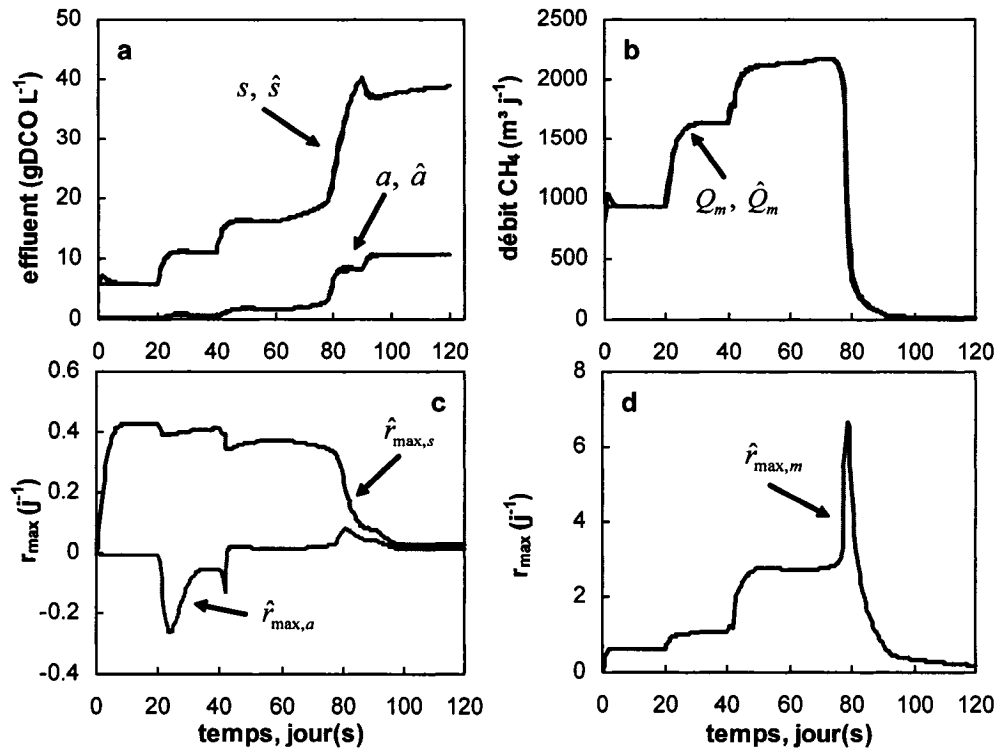 a
effluent (gDCO L⁻¹)
50
40
30
20
10
0
s, ŝ
a, â
0 20 40 60 80 100 120
b
débit CH₄ (m³ j⁻¹)
2500
2000
1500
1000
500
0
Qₘ, Q̂ₘ
0 20 40 60 80 100 120
c
r_max (j⁻¹)
0.6
0.4
0.2
0
-0.2
-0.4
r̂_max,s
r̂_max,a
0 20 40 60 80 100 120
temps, jour(s)
d
r_max (j⁻¹)
8
6
4
2
0
r̂_max,m
0 20 40 60 80 100 120
temps, jour(s)